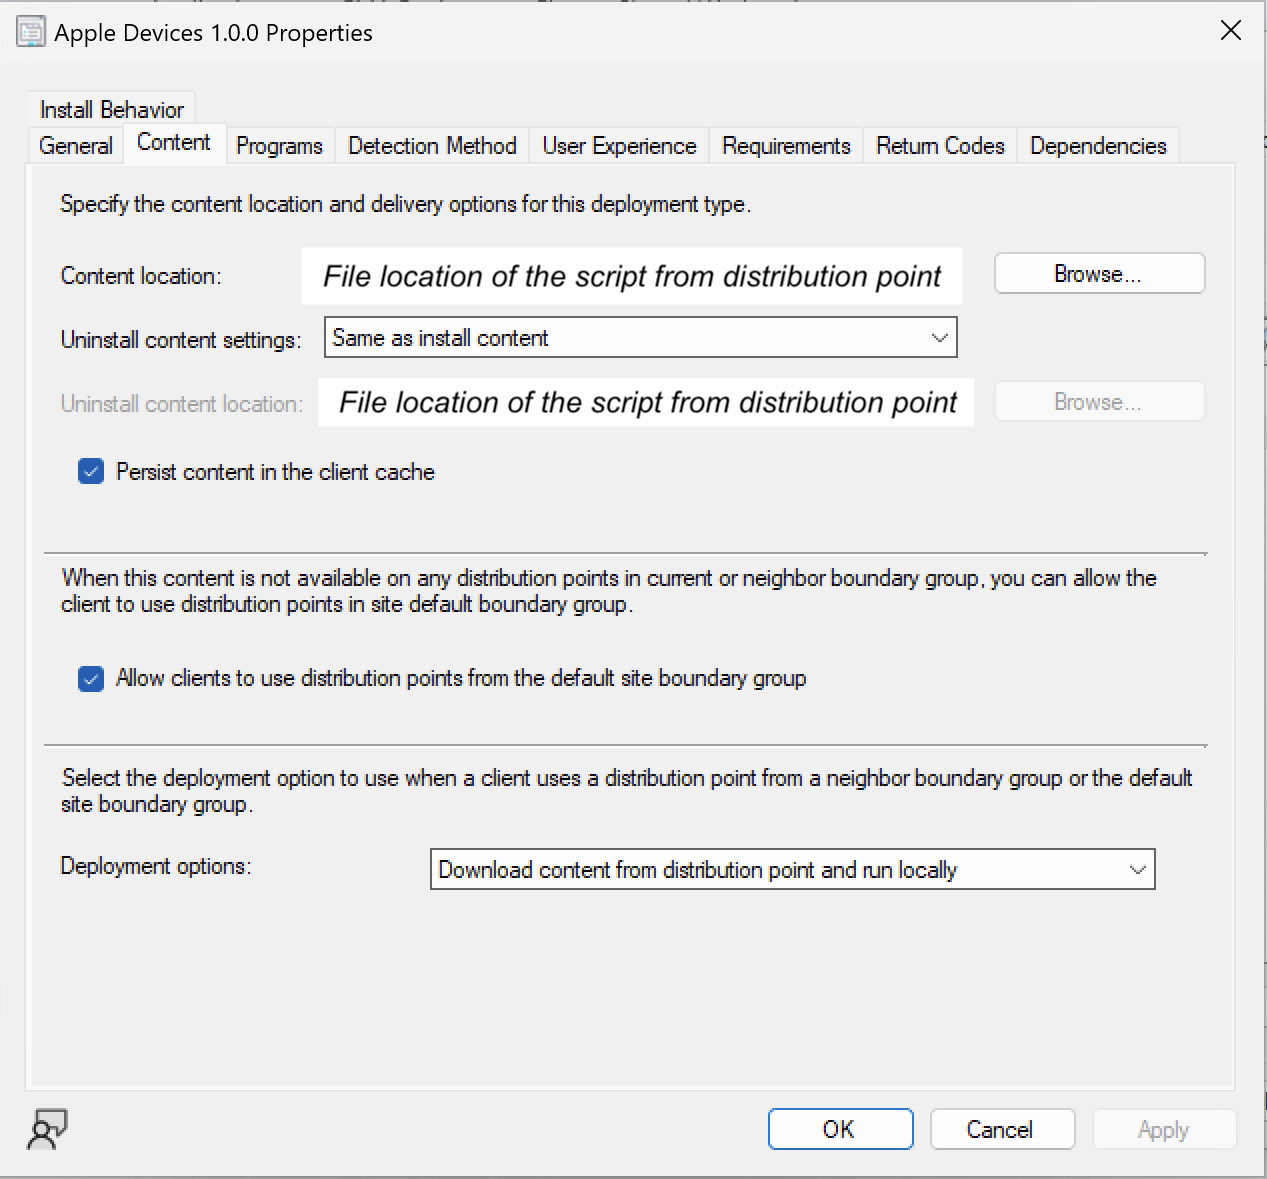 Apple Devices 1.0.0 Properties
Install Behavior
General Content Programs Detection Method User Experience Requirements Return Codes Dependencies
Specify the content location and delivery options for this deployment type.
Content location: File location of the script from distribution point Browse...
Uninstall content settings: Same as install content
Uninstall content location: File location of the script from distribution point Browse...
Persist content in the client cache
When this content is not available on any distribution points in current or neighbor boundary group, you can allow the
client to use distribution points in site default boundary group.
Allow clients to use distribution points from the default site boundary group
Select the deployment option to use when a client uses a distribution point from a neighbor boundary group or the default
site boundary group.
Deployment options: Download content from distribution point and run locally
OK Cancel Apply